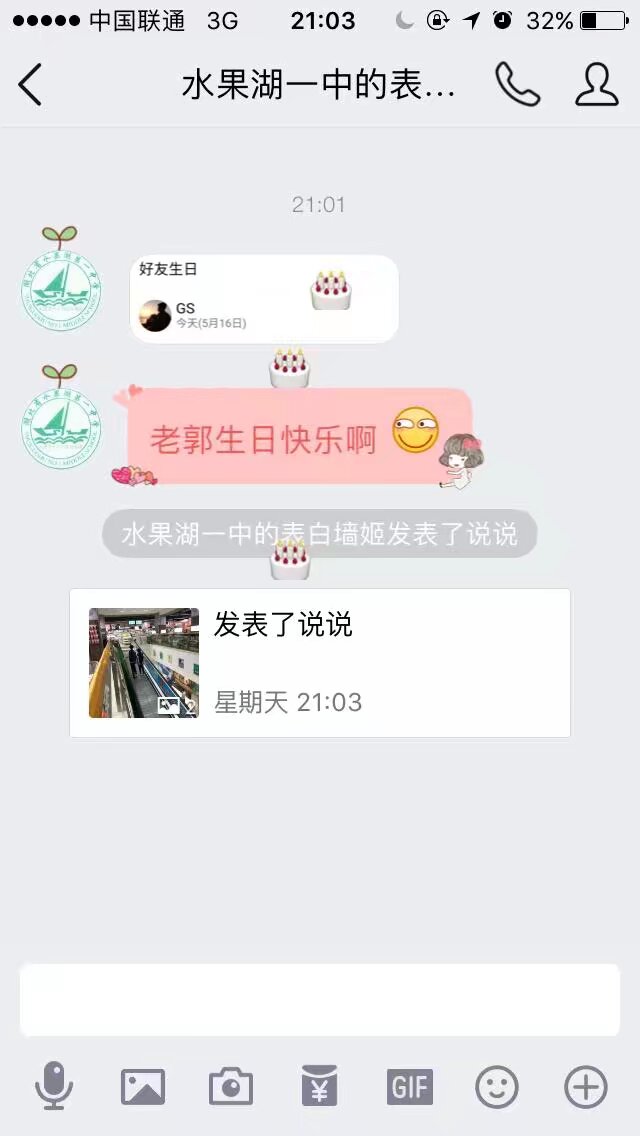 中国联通 3G 21:03 32%
水果湖一中的表...
21:01
好友生日
GS
今天(5月16日)
老郭生日快乐啊
水果湖一中的表白墙姬发表了说说
发表了说说
2
星期天 21:03
GIF